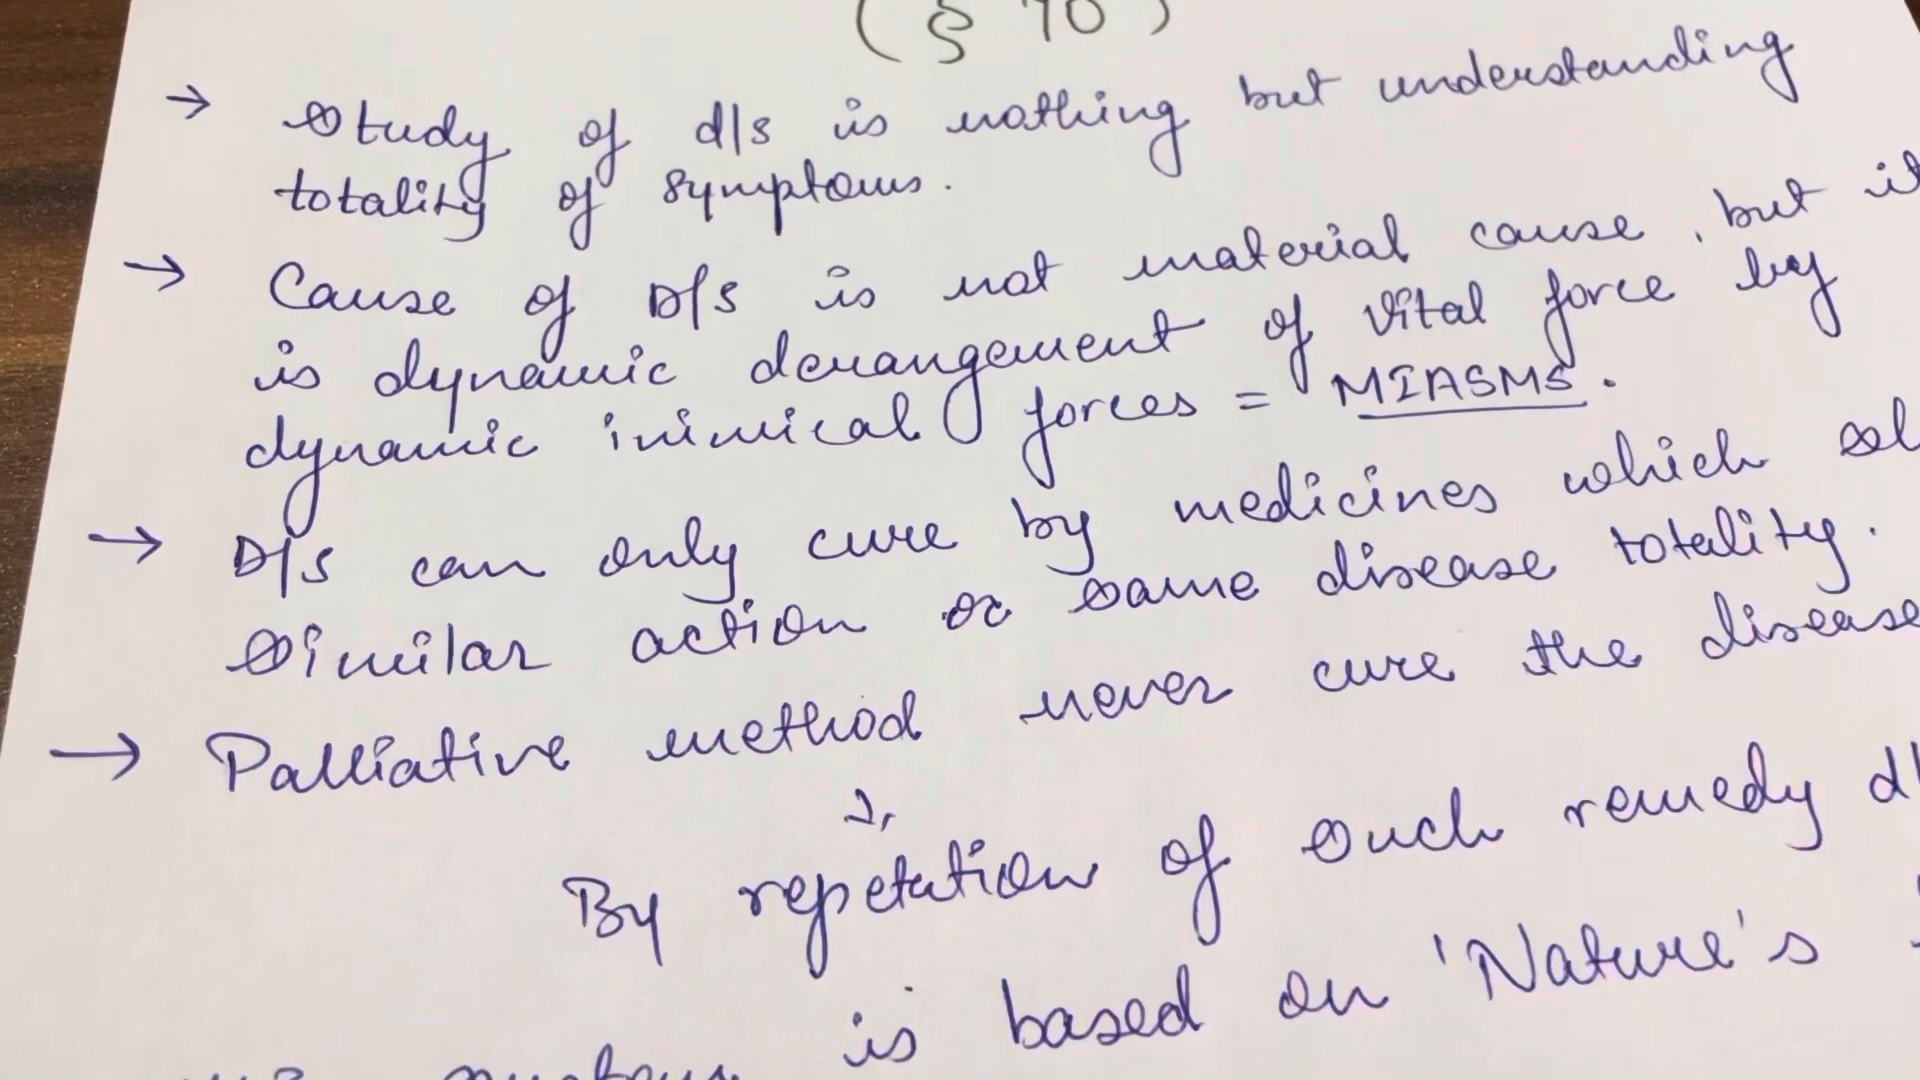 (§ 70)
→ Study of d/s is nothing but understanding
totality of symptoms.
→ Cause of D/s is not material cause, but it
is dynamic derangement of vital force by
dynamic inimical forces = MIASMS.
→ D/s can only cure by medicines which
Similar action or same disease totality.
→ Palliative method never cure the disease
By repetation of such remedy
is based on 'Nature's